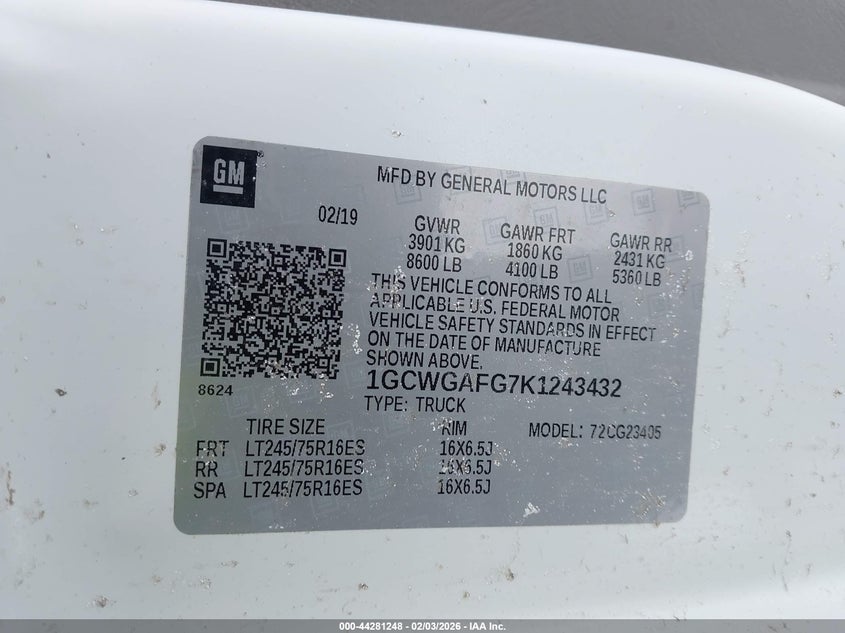 GM
MFD BY GENERAL MOTORS LLC
02/19
GVWR
3901 KG
8600 LB
GAWR FRT
1860 KG
4100 LB
GAWR RR
2431 KG
5360 LB
THIS VEHICLE CONFORMS TO ALL
APPLICABLE U.S. FEDERAL MOTOR
VEHICLE SAFETY STANDARDS IN EFFECT
ON THE DATE OF MANUFACTURE
SHOWN ABOVE.
8624
1GCWGAFG7K1243432
TYPE: TRUCK
TIRE SIZE RIM MODEL: 72CG23405
FRT LT245/75R16ES 16X6.5J
RR LT245/75R16ES 16X6.5J
SPA LT245/75R16ES 16X6.5J
000-44281248 - 02/03/2026 - IAA Inc.